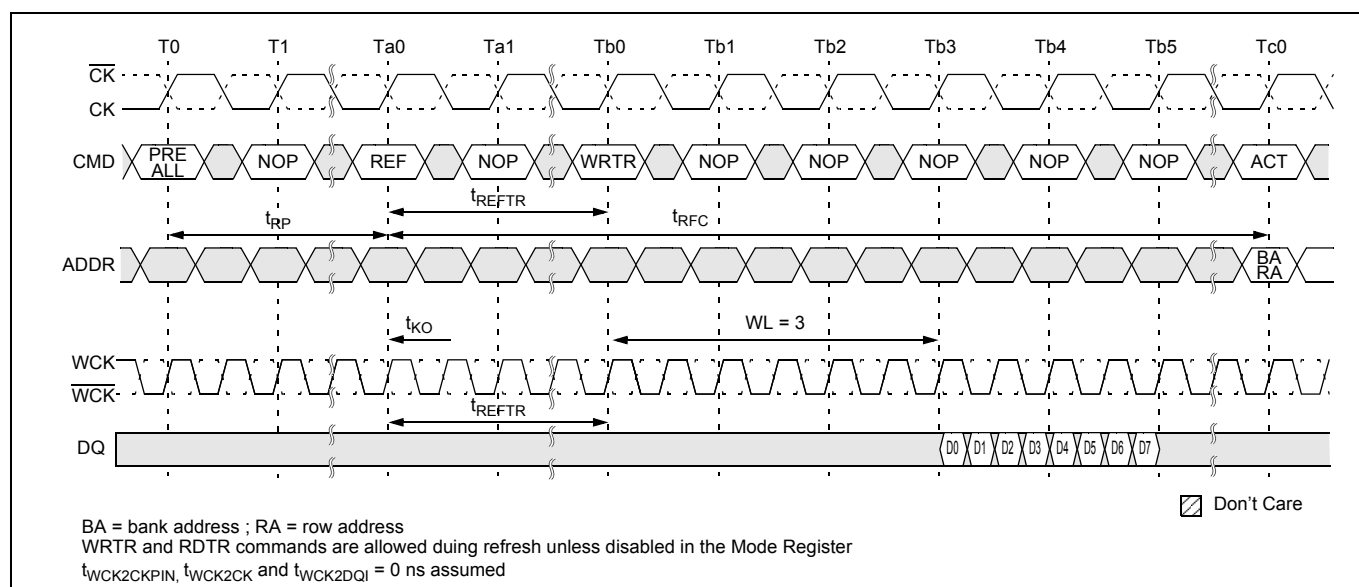 T0 T1 Ta0 Ta1 Tb0 Tb1 Tb2 Tb3 Tb4 Tb5 Tc0
CK
CK
CMD PRE ALL NOP REF NOP WRTR NOP NOP NOP NOP NOP ACT
tREFTR
tRP tRFC
ADDR BA RA
tKO WL = 3
WCK
WCK
tREFTR
DQ D0 D1 D2 D3 D4 D5 D6 D7
Don't Care
BA = bank address ; RA = row address
WRTR and RDTR commands are allowed duing refresh unless disabled in the Mode Register
tWCK2CKPIN, tWCK2CK and tWCK2DQI = 0 ns assumed